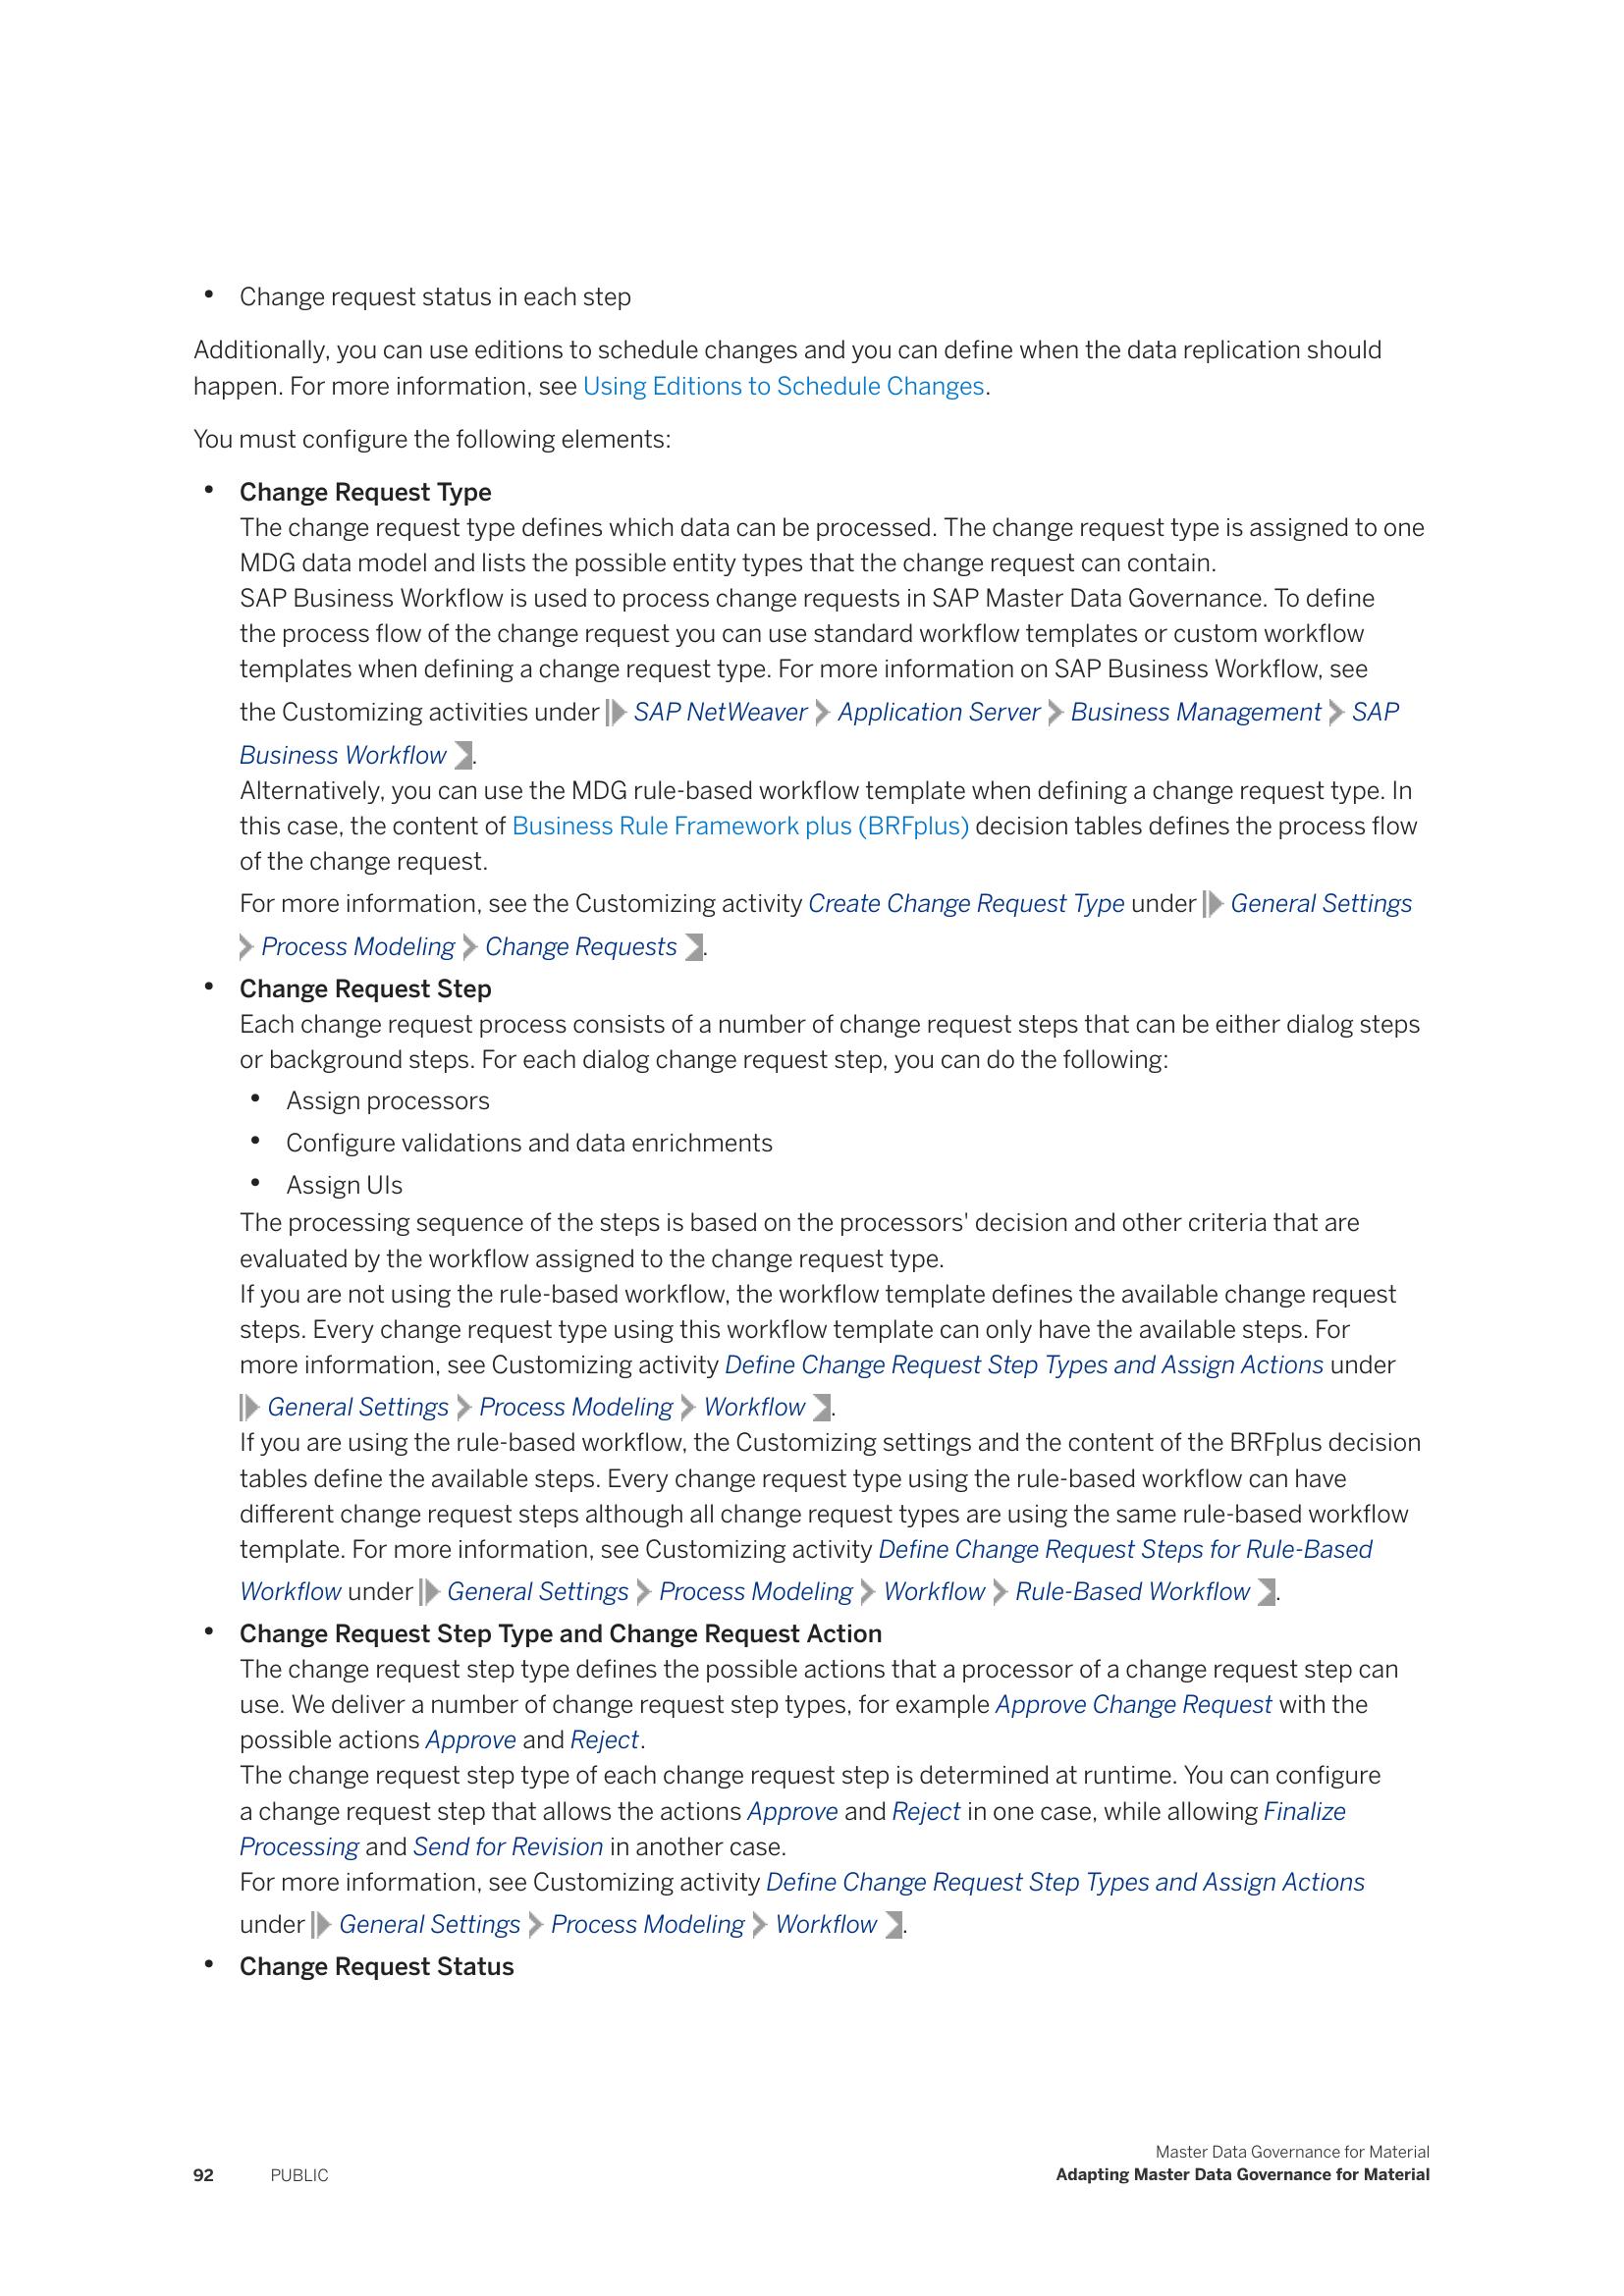 • Change request status in each step
Additionally, you can use editions to schedule changes and you can define when the data replication should
happen. For more information, see Using Editions to Schedule Changes.
You must configure the following elements:
• Change Request Type
The change request type defines which data can be processed. The change request type is assigned to one
MDG data model and lists the possible entity types that the change request can contain.
SAP Business Workflow is used to process change requests in SAP Master Data Governance. To define
the process flow of the change request you can use standard workflow templates or custom workflow
templates when defining a change request type. For more information on SAP Business Workflow, see
the Customizing activities under SAP NetWeaver Application Server Business Management SAP
Business Workflow .
Alternatively, you can use the MDG rule-based workflow template when defining a change request type. In
this case, the content of Business Rule Framework plus (BRFplus) decision tables defines the process flow
of the change request.
For more information, see the Customizing activity Create Change Request Type under General Settings
Process Modeling Change Requests .
• Change Request Step
Each change request process consists of a number of change request steps that can be either dialog steps
or background steps. For each dialog change request step, you can do the following:
• Assign processors
• Configure validations and data enrichments
• Assign UIs
The processing sequence of the steps is based on the processors' decision and other criteria that are
evaluated by the workflow assigned to the change request type.
If you are not using the rule-based workflow, the workflow template defines the available change request
steps. Every change request type using this workflow template can only have the available steps. For
more information, see Customizing activity Define Change Request Step Types and Assign Actions under
General Settings Process Modeling Workflow .
If you are using the rule-based workflow, the Customizing settings and the content of the BRFplus decision
tables define the available steps. Every change request type using the rule-based workflow can have
different change request steps although all change request types are using the same rule-based workflow
template. For more information, see Customizing activity Define Change Request Steps for Rule-Based
Workflow under General Settings Process Modeling Workflow Rule-Based Workflow .
• Change Request Step Type and Change Request Action
The change request step type defines the possible actions that a processor of a change request step can
use. We deliver a number of change request step types, for example Approve Change Request with the
possible actions Approve and Reject.
The change request step type of each change request step is determined at runtime. You can configure
a change request step that allows the actions Approve and Reject in one case, while allowing Finalize
Processing and Send for Revision in another case.
For more information, see Customizing activity Define Change Request Step Types and Assign Actions
under General Settings Process Modeling Workflow .
• Change Request Status
Master Data Governance for Material
92 PUBLIC Adapting Master Data Governance for Material